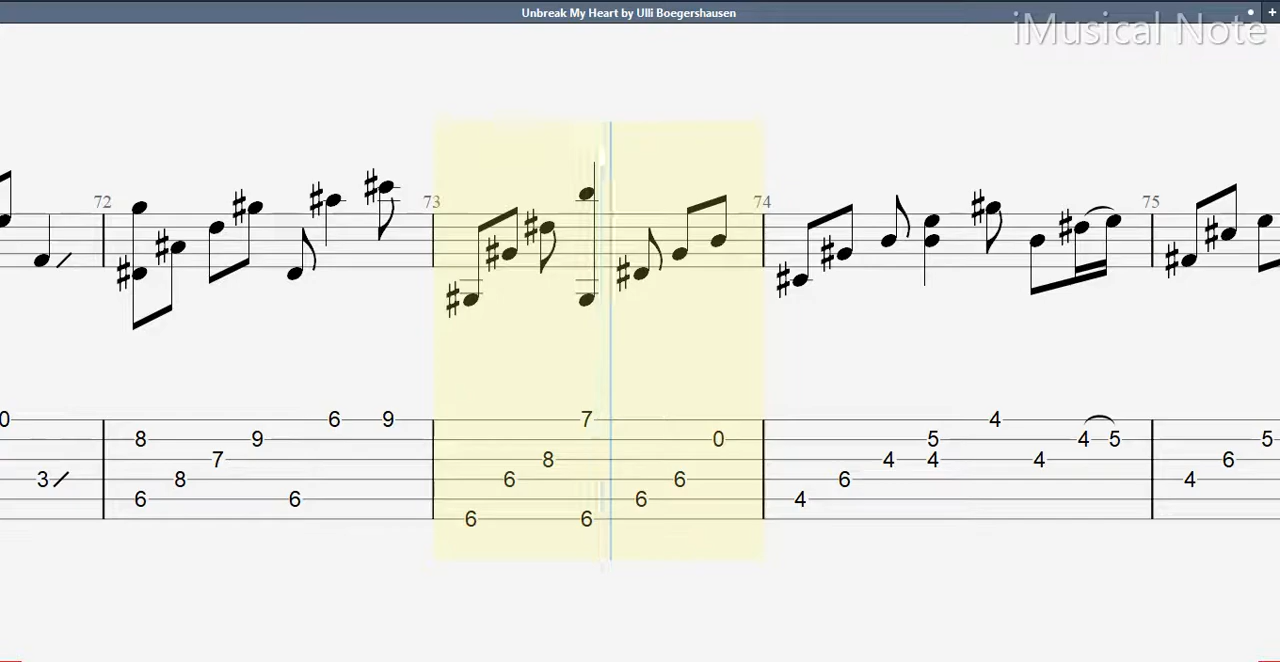 Unbreak My Heart by Ulli Boegershausen
iMusical Note
72 73 74 75
0 7 6 9 4
8 9 0 5 4 5 5
7 8 4 4 4 6
3 8 6 6 6 4
6 6 6 4
6 6